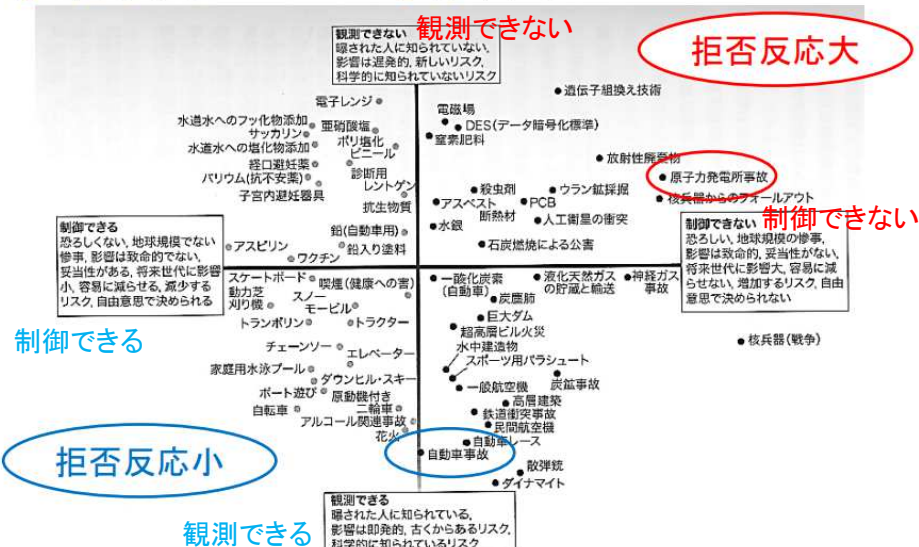 観測できない
曝された人に知られていない,
影響は遅発的, 新しいリスク,
科学的に知られていないリスク
観測できない
拒否反応大
電子レンジ
遺伝子組換え技術
電磁場
水道水へのフッ化物添加
亜硝酸塩
DES(データ暗号化標準)
サッカリン
ポリ塩化
ビニール
窒素肥料
水道水への塩化物添加
経口避妊薬
診断用
レントゲン
放射性廃棄物
バリウム(抗不安薬)
原子力発電所事故
子宮内避妊器具
抗生物質
殺虫剤
ウラン鉱採掘
アスベスト
断熱材
PCB
核兵器からのフォールアウト
水銀
人工衛星の衝突
鉛(自動車用)
石炭燃焼による公害
アスピリン
鉛入り塗料
ワクチン
制御できる
恐ろしくない, 地球規模でない
惨事, 影響は致命的でない,
妥当性がある, 将来世代に影響
小, 容易に減らせる, 減少する
リスク, 自由意思で決められる
制御できない
恐ろしい, 地球規模の惨事,
影響は致命的, 妥当性がない,
将来世代に影響大, 容易に減
らせない, 増加するリスク, 自由
意思で決められない
制御できない
スケートボード
喫煙(健康への害)
一酸化炭素
(自動車)
液化天然ガス
の貯蔵と輸送
神経ガス
事故
動力芝
刈り機
スノー
モービル
炭塵肺
トランポリン
トラクター
巨大ダム
超高層ビル火災
制御できる
核兵器(戦争)
チェーンソー
エレベーター
水中建造物
スポーツ用パラシュート
家庭用水泳プール
ダウンヒル・スキー
一般航空機
炭鉱事故
ボート遊び
原動機付き
二輪車
高層建築
自転車
鉄道衝突事故
アルコール関連事故
民間航空機
花火
自動車レース
自動車事故
拒否反応小
散弾銃
ダイナマイト
観測できる
曝された人に知られている,
影響は即発的, 古くからあるリスク,
科学的に知られているリスク
観測できる